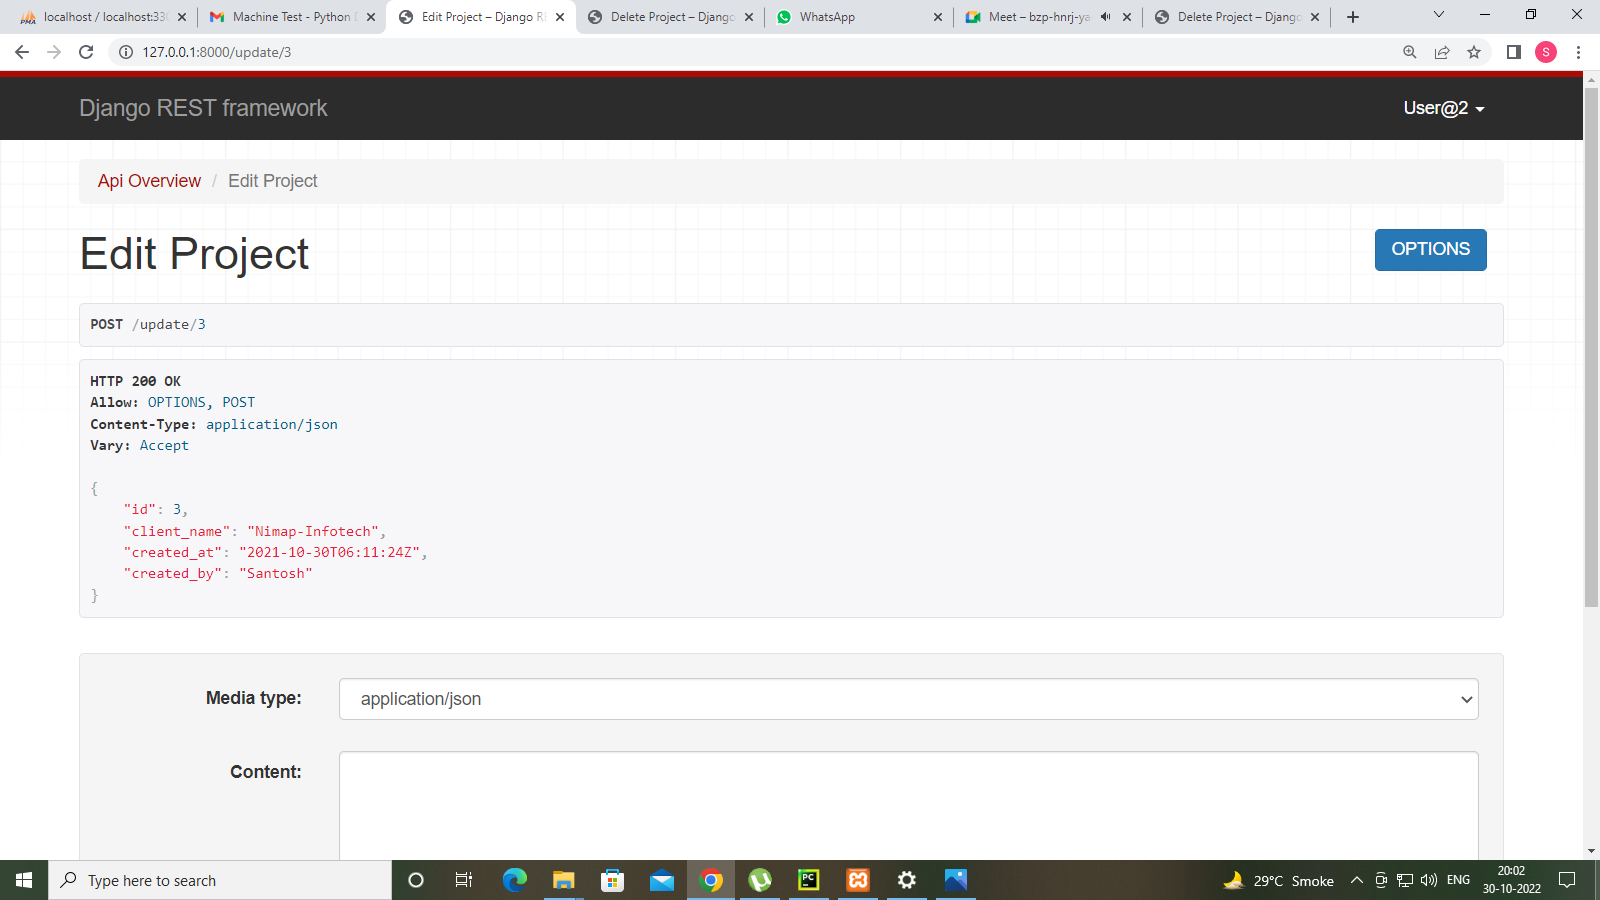 localhost / localhost:33
Machine Test - Python
Edit Project – Django R
Delete Project – Django
WhatsApp
Meet – bzp-hnrj-ya
Delete Project – Django
127.0.0.1:8000/update/3
S
Django REST framework
User@2
Api Overview / Edit Project
Edit Project
OPTIONS
POST /update/3
HTTP 200 OK
Allow: OPTIONS, POST
Content-Type: application/json
Vary: Accept
{
"id": 3,
"client_name": "Nimap-Infotech",
"created_at": "2021-10-30T06:11:24Z",
"created_by": "Santosh"
}
Media type:
application/json
Content:
Type here to search
PC
29°C Smoke
ENG
20:02
30-10-2022